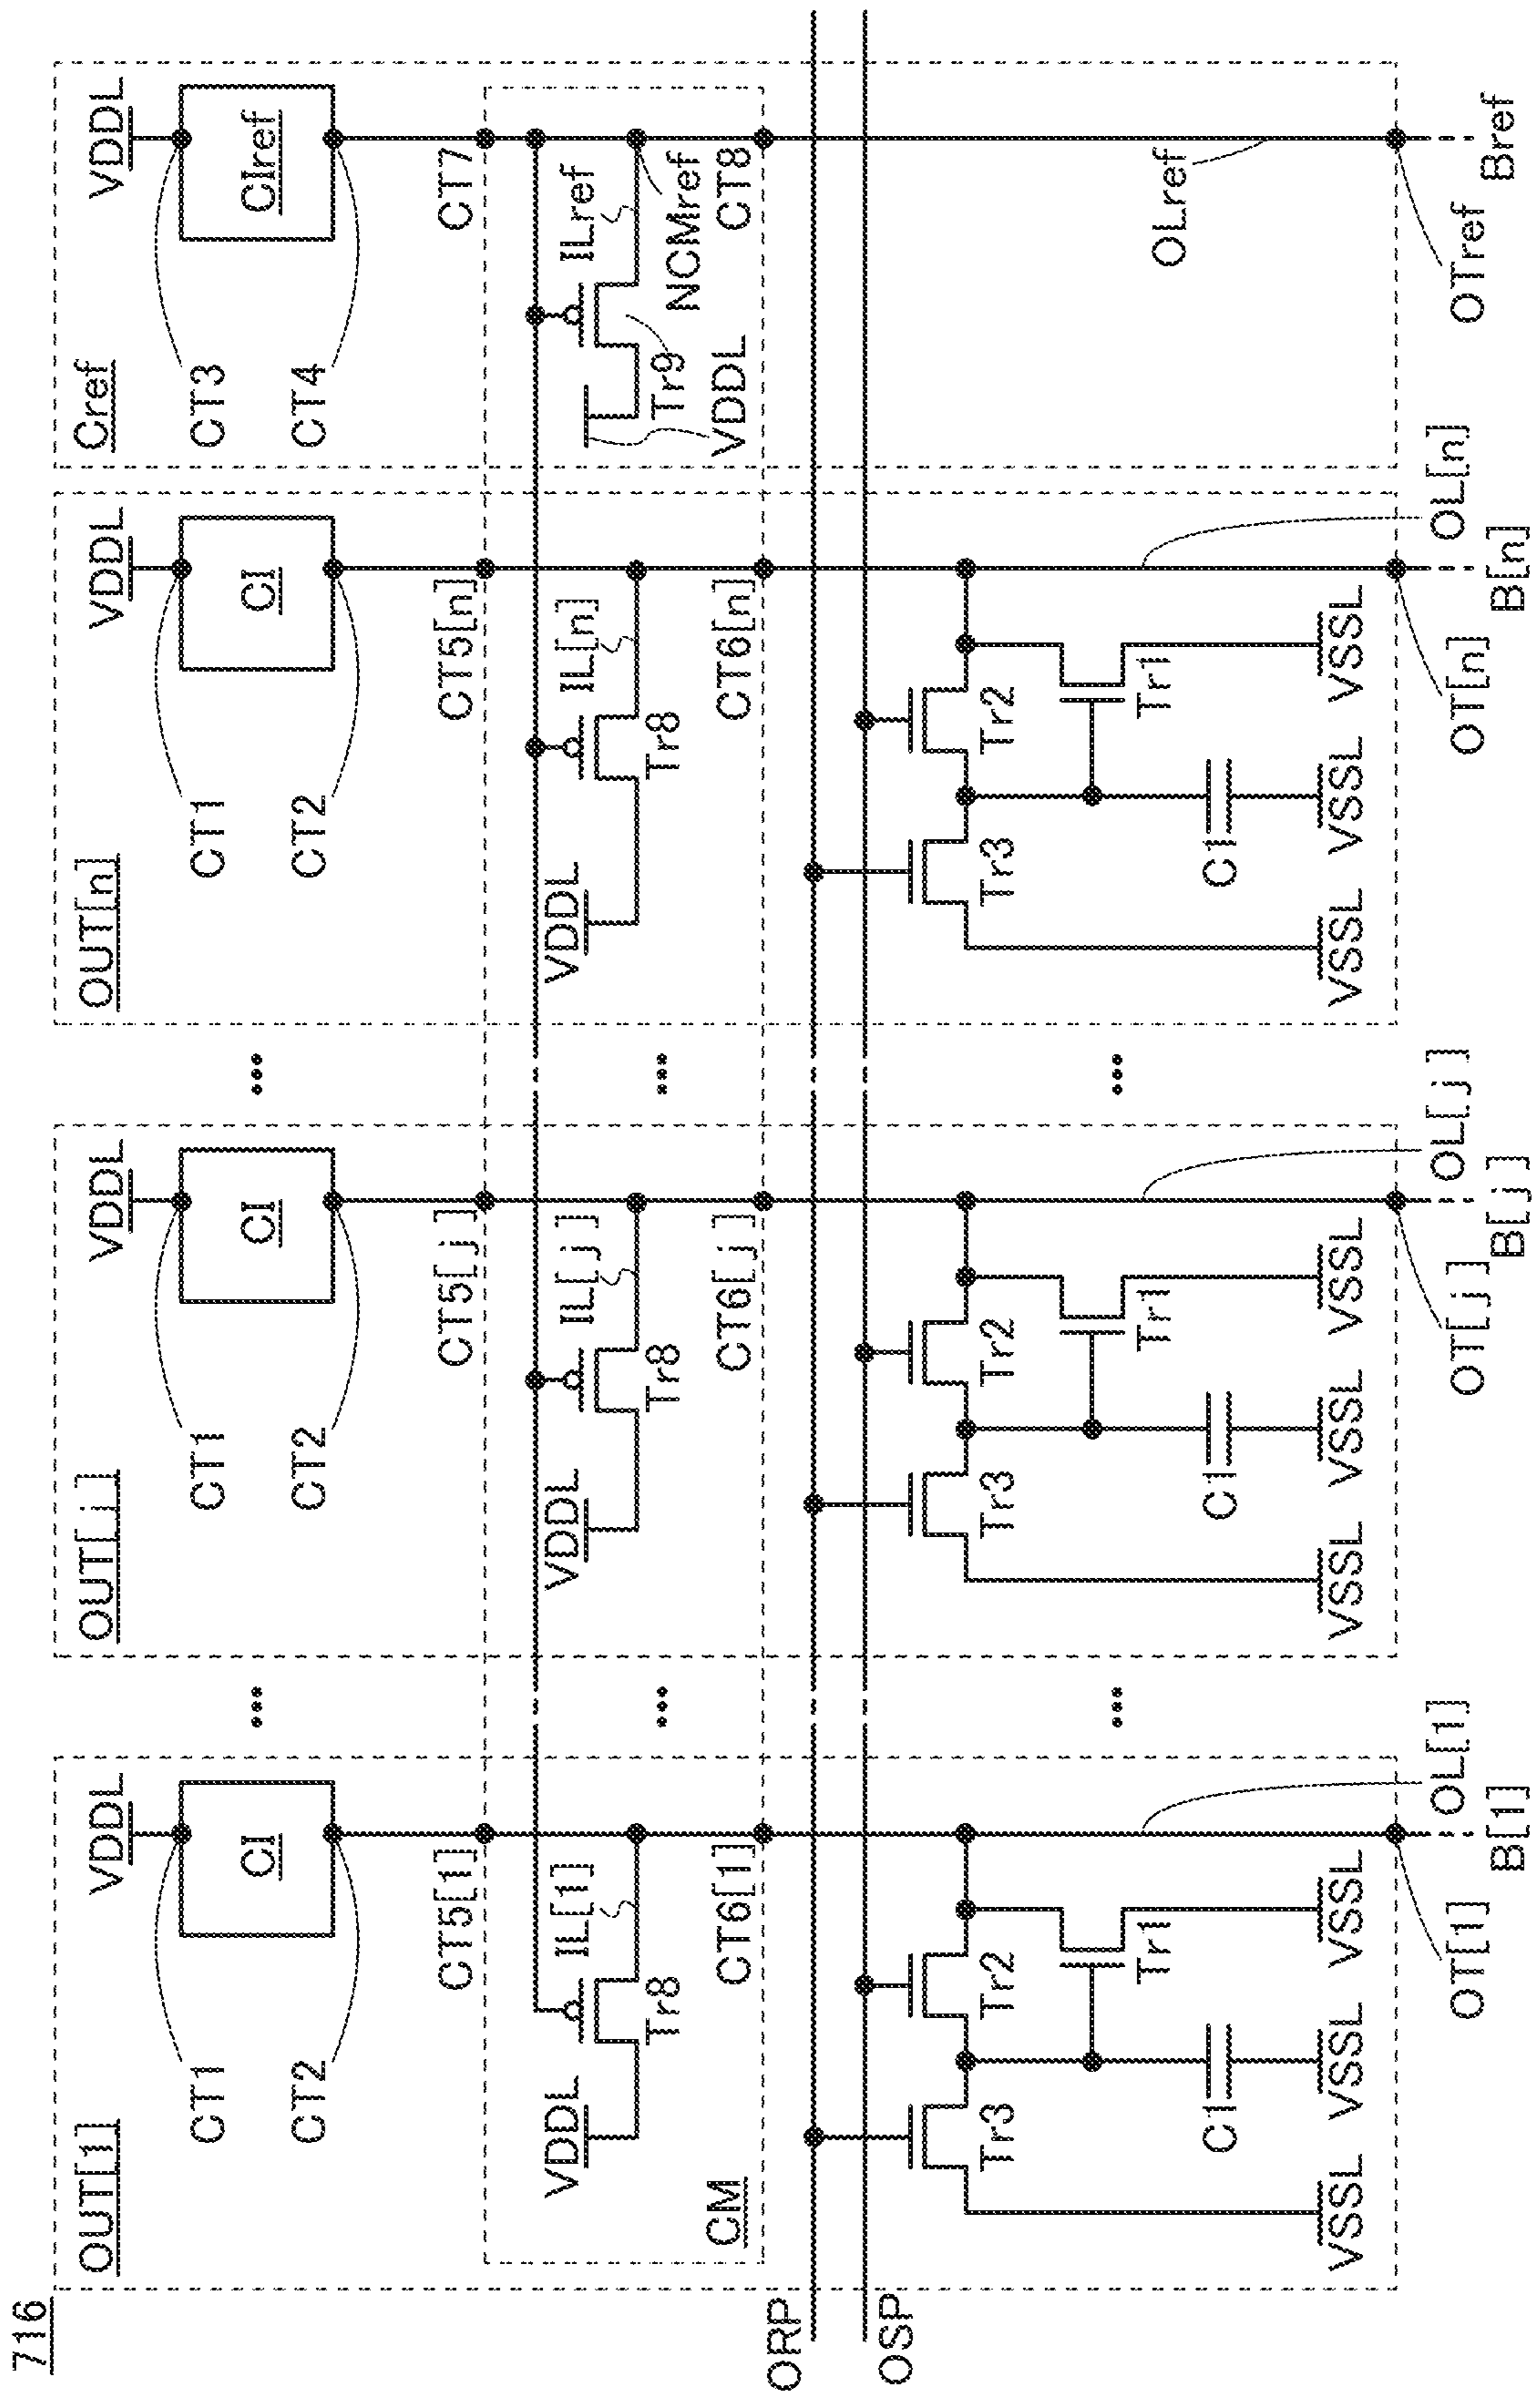 716
OUT[1]
VDDL
OUT[j]
VDDL
OUT[n]
VDDL
Cref
VDDL
CT1
CI
CT1
CI
CT1
CI
CT3
CIref
CT2
CT2
CT2
CT4
CT5[1]
CT5[j]
CT5[n]
CT7
VDDL
IL[1]
VDDL
IL[j]
VDDL
IL[n]
ILref
Tr8
Tr8
Tr8
Tr9
NCMref
CM
CT6[1]
CT6[j]
CT6[n]
VDDL
CT8
ORP
OSP
Tr3
Tr2
Tr3
Tr2
Tr3
Tr2
Tr1
Tr1
Tr1
OLref
C1
C1
C1
VSSL
VSSL
VSSL
VSSL
VSSL
VSSL
VSSL
VSSL
VSSL
OL[1]
OL[j]
OL[n]
OT[1]
OT[j]
OT[n]
OTref
B[1]
B[j]
B[n]
Bref